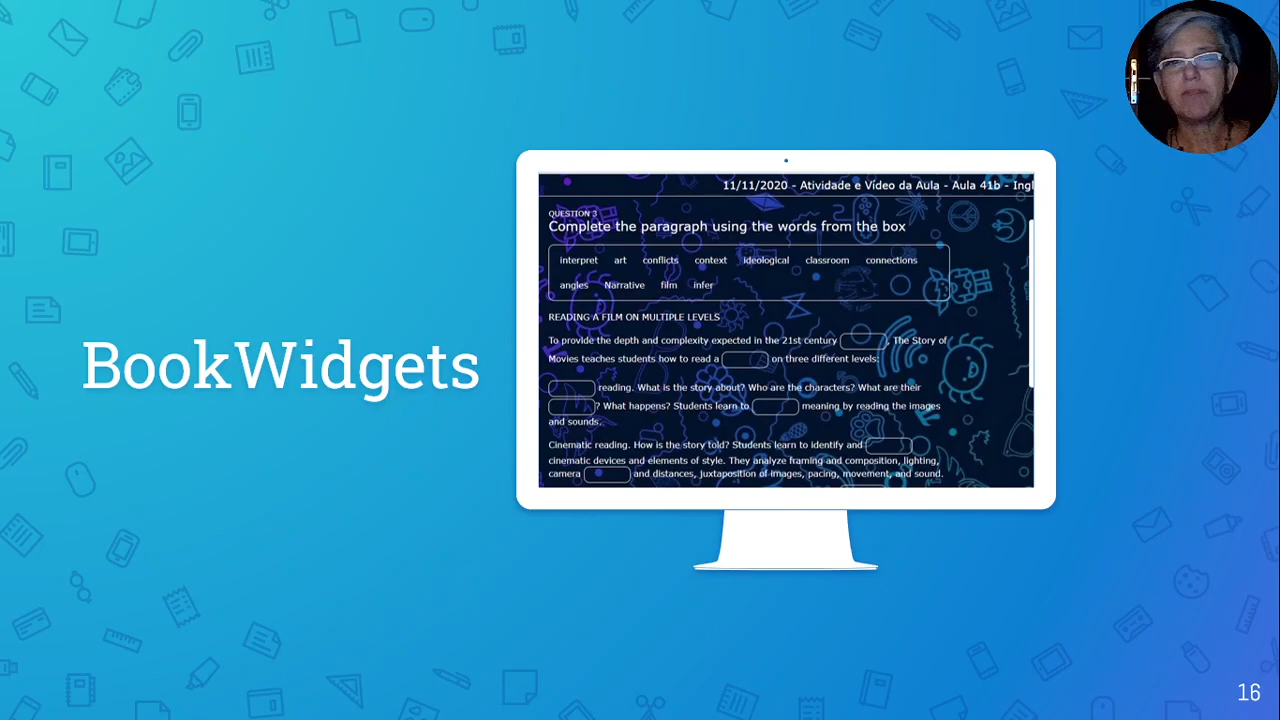 BookWidgets
11/11/2020 - Atividade e Vídeo da Aula - Aula 41b - Ingl
QUESTION 3
Complete the paragraph using the words from the box
interpret art conflicts context ideological classroom connections
angles Narrative film infer
READING A FILM ON MULTIPLE LEVELS
To provide the depth and complexity expected in the 21st century , The Story of
Movies teaches students how to read a on three different levels:
reading. What is the story about? Who are the characters? What are their
? What happens? Students learn to meaning by reading the images
and sounds.
Cinematic reading. How is the story told? Students learn to identify and
cinematic devices and elements of style. They analyze framing and composition, lighting,
camera and distances, juxtaposition of images, pacing, movement, and sound.
16